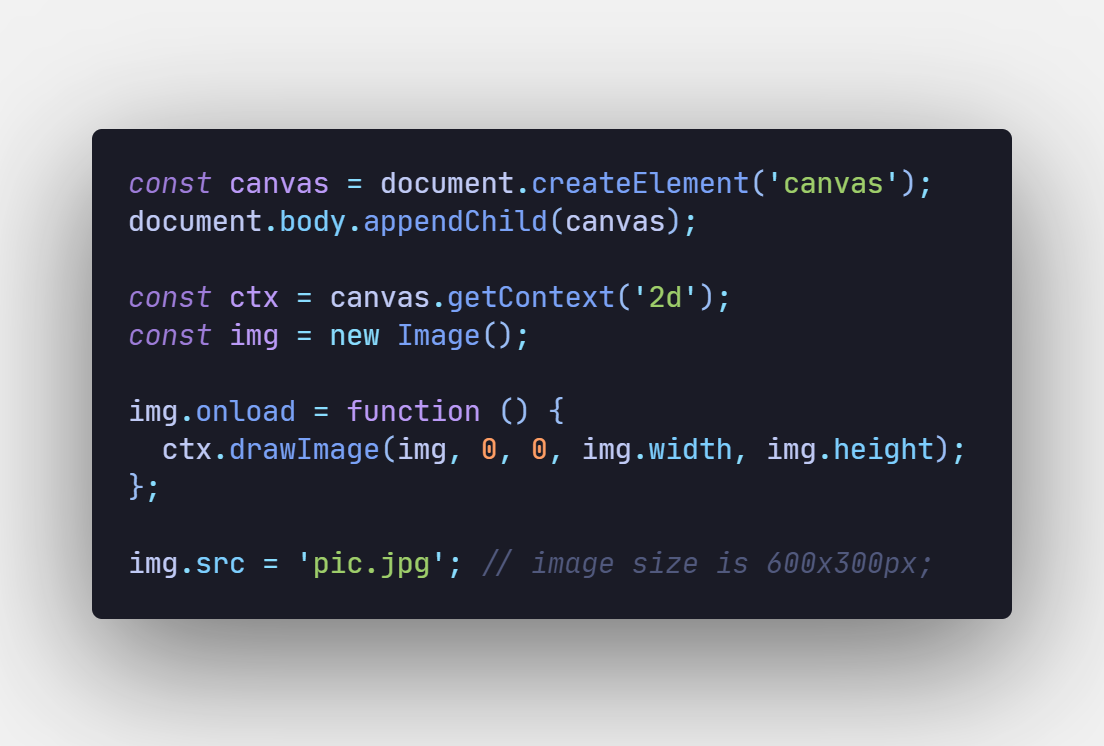 const canvas = document.createElement('canvas');
document.body.appendChild(canvas);

const ctx = canvas.getContext('2d');
const img = new Image();

img.onload = function () {
  ctx.drawImage(img, 0, 0, img.width, img.height);
};

img.src = 'pic.jpg'; // image size is 600x300px;